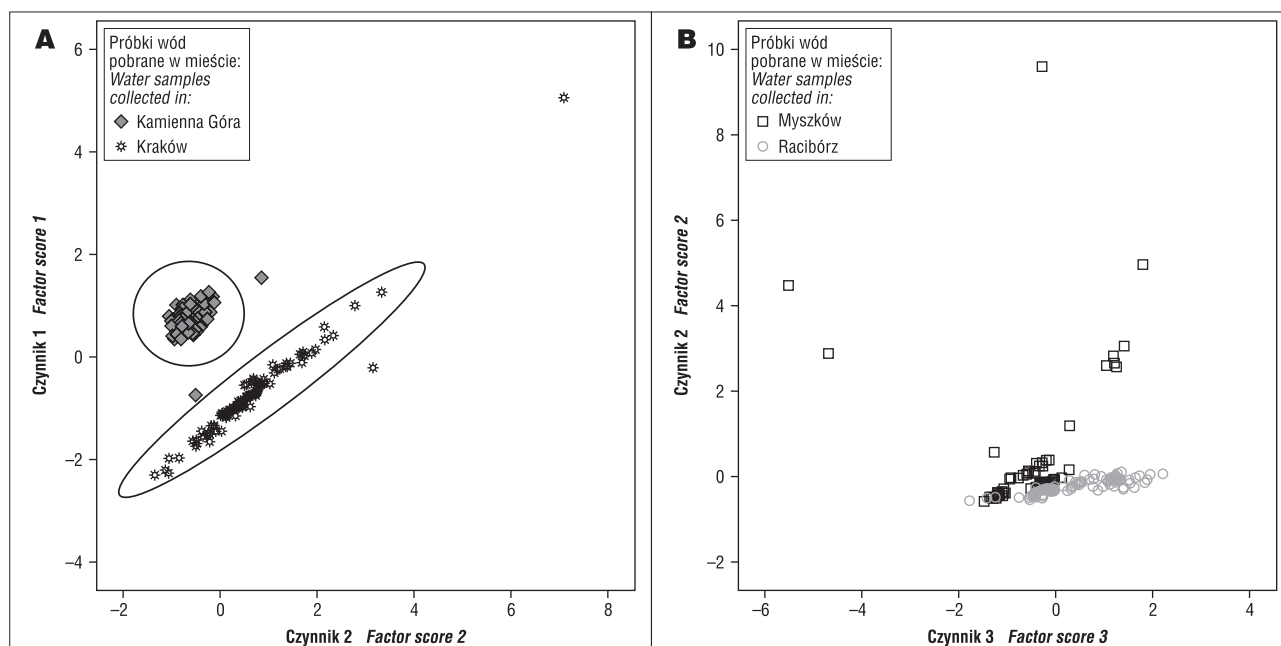 A
Próbki wód
pobrane w mieście:
Water samples
collected in:
Kamienna Góra
Kraków
6
4
2
0
–2
–4
Czynnik 1 Factor score 1
–2 0 2 4 6 8
Czynnik 2 Factor score 2
B
Próbki wód
pobrane w mieście:
Water samples
collected in:
Myszków
Racibórz
10
8
6
4
2
0
–2
Czynnik 2 Factor score 2
–6 –4 –2 0 2 4
Czynnik 3 Factor score 3